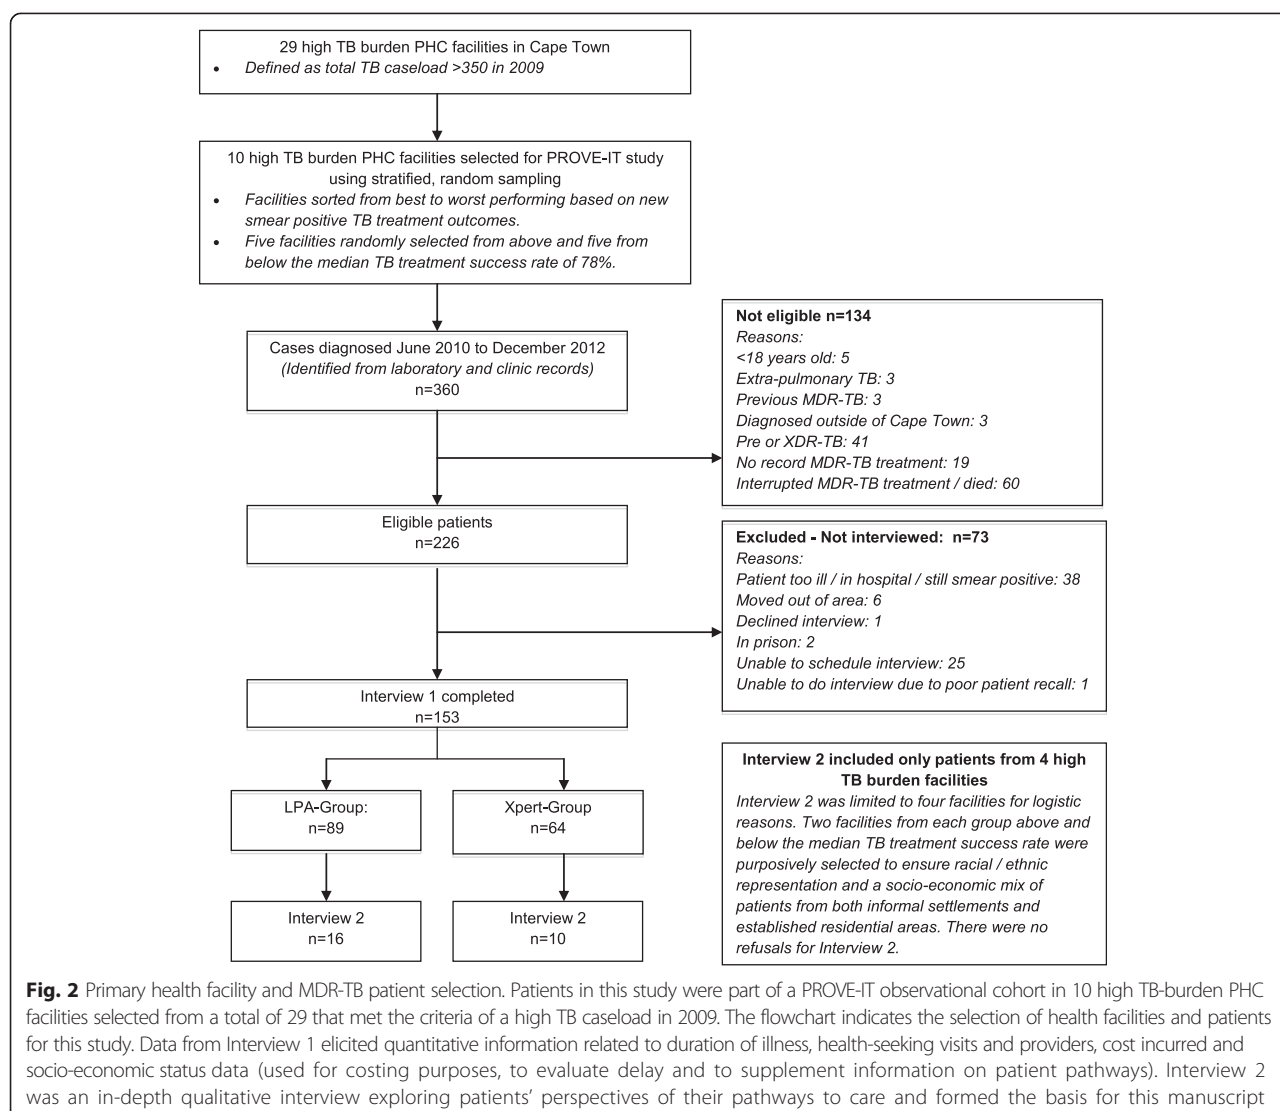 29 high TB burden PHC facilities in Cape Town
• Defined as total TB caseload >350 in 2009
10 high TB burden PHC facilities selected for PROVE-IT study
using stratified, random sampling
• Facilities sorted from best to worst performing based on new
smear positive TB treatment outcomes.
• Five facilities randomly selected from above and five from
below the median TB treatment success rate of 78%.
Cases diagnosed June 2010 to December 2012
(Identified from laboratory and clinic records)
n=360
Not eligible n=134
Reasons:
<18 years old: 5
Extra-pulmonary TB: 3
Previous MDR-TB: 3
Diagnosed outside of Cape Town: 3
Pre or XDR-TB: 41
No record MDR-TB treatment: 19
Interrupted MDR-TB treatment / died: 60
Eligible patients
n=226
Excluded - Not interviewed: n=73
Reasons:
Patient too ill / in hospital / still smear positive: 38
Moved out of area: 6
Declined interview: 1
In prison: 2
Unable to schedule interview: 25
Unable to do interview due to poor patient recall: 1
Interview 1 completed
n=153
LPA-Group:
n=89
Xpert-Group
n=64
Interview 2
n=16
Interview 2
n=10
Interview 2 included only patients from 4 high
TB burden facilities
Interview 2 was limited to four facilities for logistic
reasons. Two facilities from each group above and
below the median TB treatment success rate were
purposively selected to ensure racial / ethnic
representation and a socio-economic mix of
patients from both informal settlements and
established residential areas. There were no
refusals for Interview 2.
Fig. 2 Primary health facility and MDR-TB patient selection. Patients in this study were part of a PROVE-IT observational cohort in 10 high TB-burden PHC
facilities selected from a total of 29 that met the criteria of a high TB caseload in 2009. The flowchart indicates the selection of health facilities and patients
for this study. Data from Interview 1 elicited quantitative information related to duration of illness, health-seeking visits and providers, cost incurred and
socio-economic status data (used for costing purposes, to evaluate delay and to supplement information on patient pathways). Interview 2
was an in-depth qualitative interview exploring patients' perspectives of their pathways to care and formed the basis for this manuscript